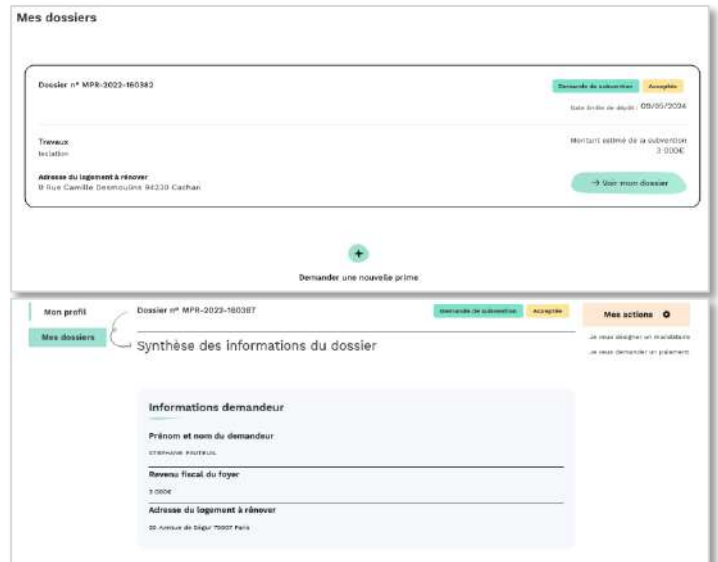 Mes dossiers
Dossier n° MPR-2022-160382
Demande de subvention Acceptée
Date limite de dépôt : 09/05/2024
Travaux
Isolation
Montant estimé de la subvention
3 000€
Adresse du logement à rénover
8 Rue Camille Desmoulins 94230 Cachan
→ Voir mon dossier
+
Demander une nouvelle prime
Mon profil
Mes dossiers
Dossier n° MPR-2022-160387
Demande de subvention Acceptée
Synthèse des informations du dossier
Mes actions
Je veux désigner un mandataire
Je veux demander un paiement
Informations demandeur
Prénom et nom du demandeur
STEPHANE FAUTEUIL
Revenu fiscal du foyer
3 000€
Adresse du logement à rénover
20 Avenue de Ségur 75007 Paris